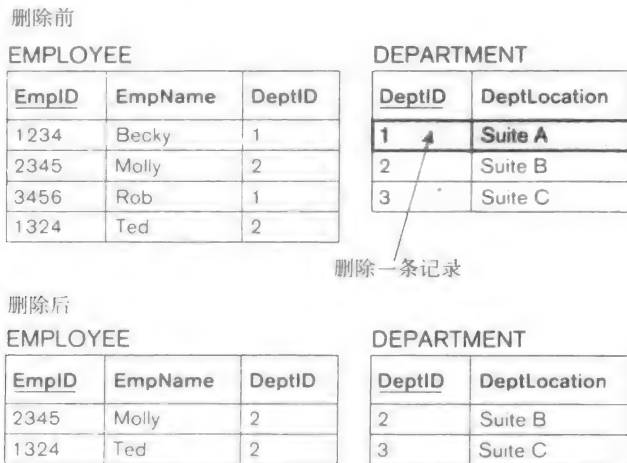 删除前
EMPLOYEE
EmpID EmpName DeptID
1234 Becky 1
2345 Molly 2
3456 Rob 1
1324 Ted 2
DEPARTMENT
DeptID DeptLocation
1 Suite A
2 Suite B
3 Suite C
删除一条记录
删除后
EMPLOYEE
EmpID EmpName DeptID
2345 Molly 2
1324 Ted 2
DEPARTMENT
DeptID DeptLocation
2 Suite B
3 Suite C